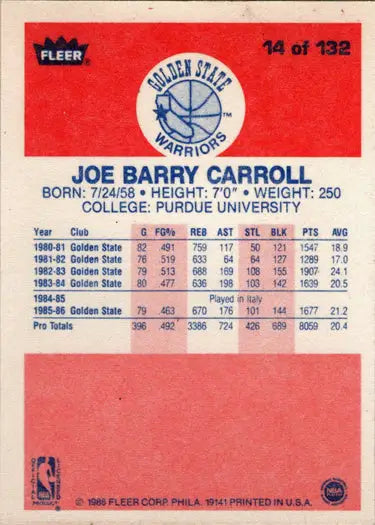 FLEER
14 of 132
GOLDEN STATE
WARRIORS
TM
JOE BARRY CARROLL
BORN: 7/24/58 • HEIGHT: 7'0" • WEIGHT: 250
COLLEGE: PURDUE UNIVERSITY
Year Club G FG% REB AST STL BLK PTS AVG
1980-81 Golden State 82 .491 759 117 50 121 1547 18.9
1981-82 Golden State 76 .519 633 64 64 127 1289 17.0
1982-83 Golden State 79 .513 688 169 108 155 1907 24.1
1983-84 Golden State 80 .477 636 198 103 142 1639 20.5
1984-85 Played in Italy
1985-86 Golden State 79 .463 670 176 101 144 1677 21.2
Pro Totals 396 .492 3386 724 426 689 8059 20.4
OFFICIAL LICENSED
PRODUCT
NBA
© 1986 FLEER CORP. PHILA. 19141 PRINTED IN U.S.A.